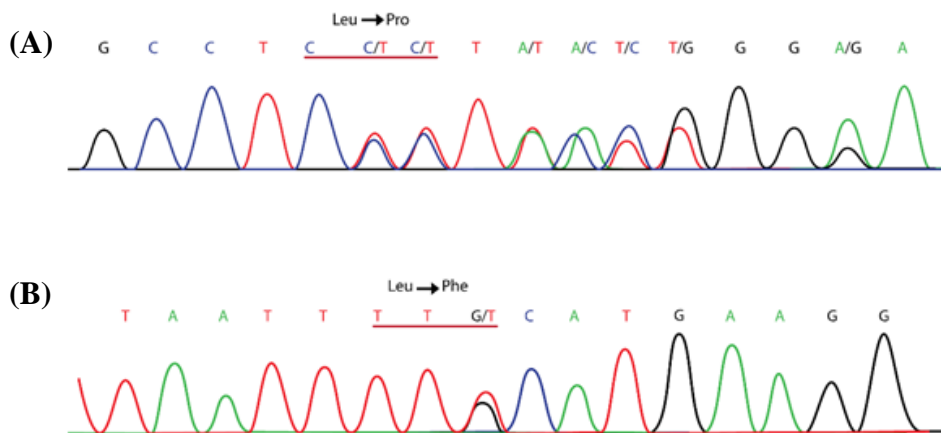 Leu → Pro
(A) G C C T C C/T C/T T A/T A/C T/C T/G G G A/G A
Leu → Phe
(B) T A A T T T T G/T C A T G A A G G